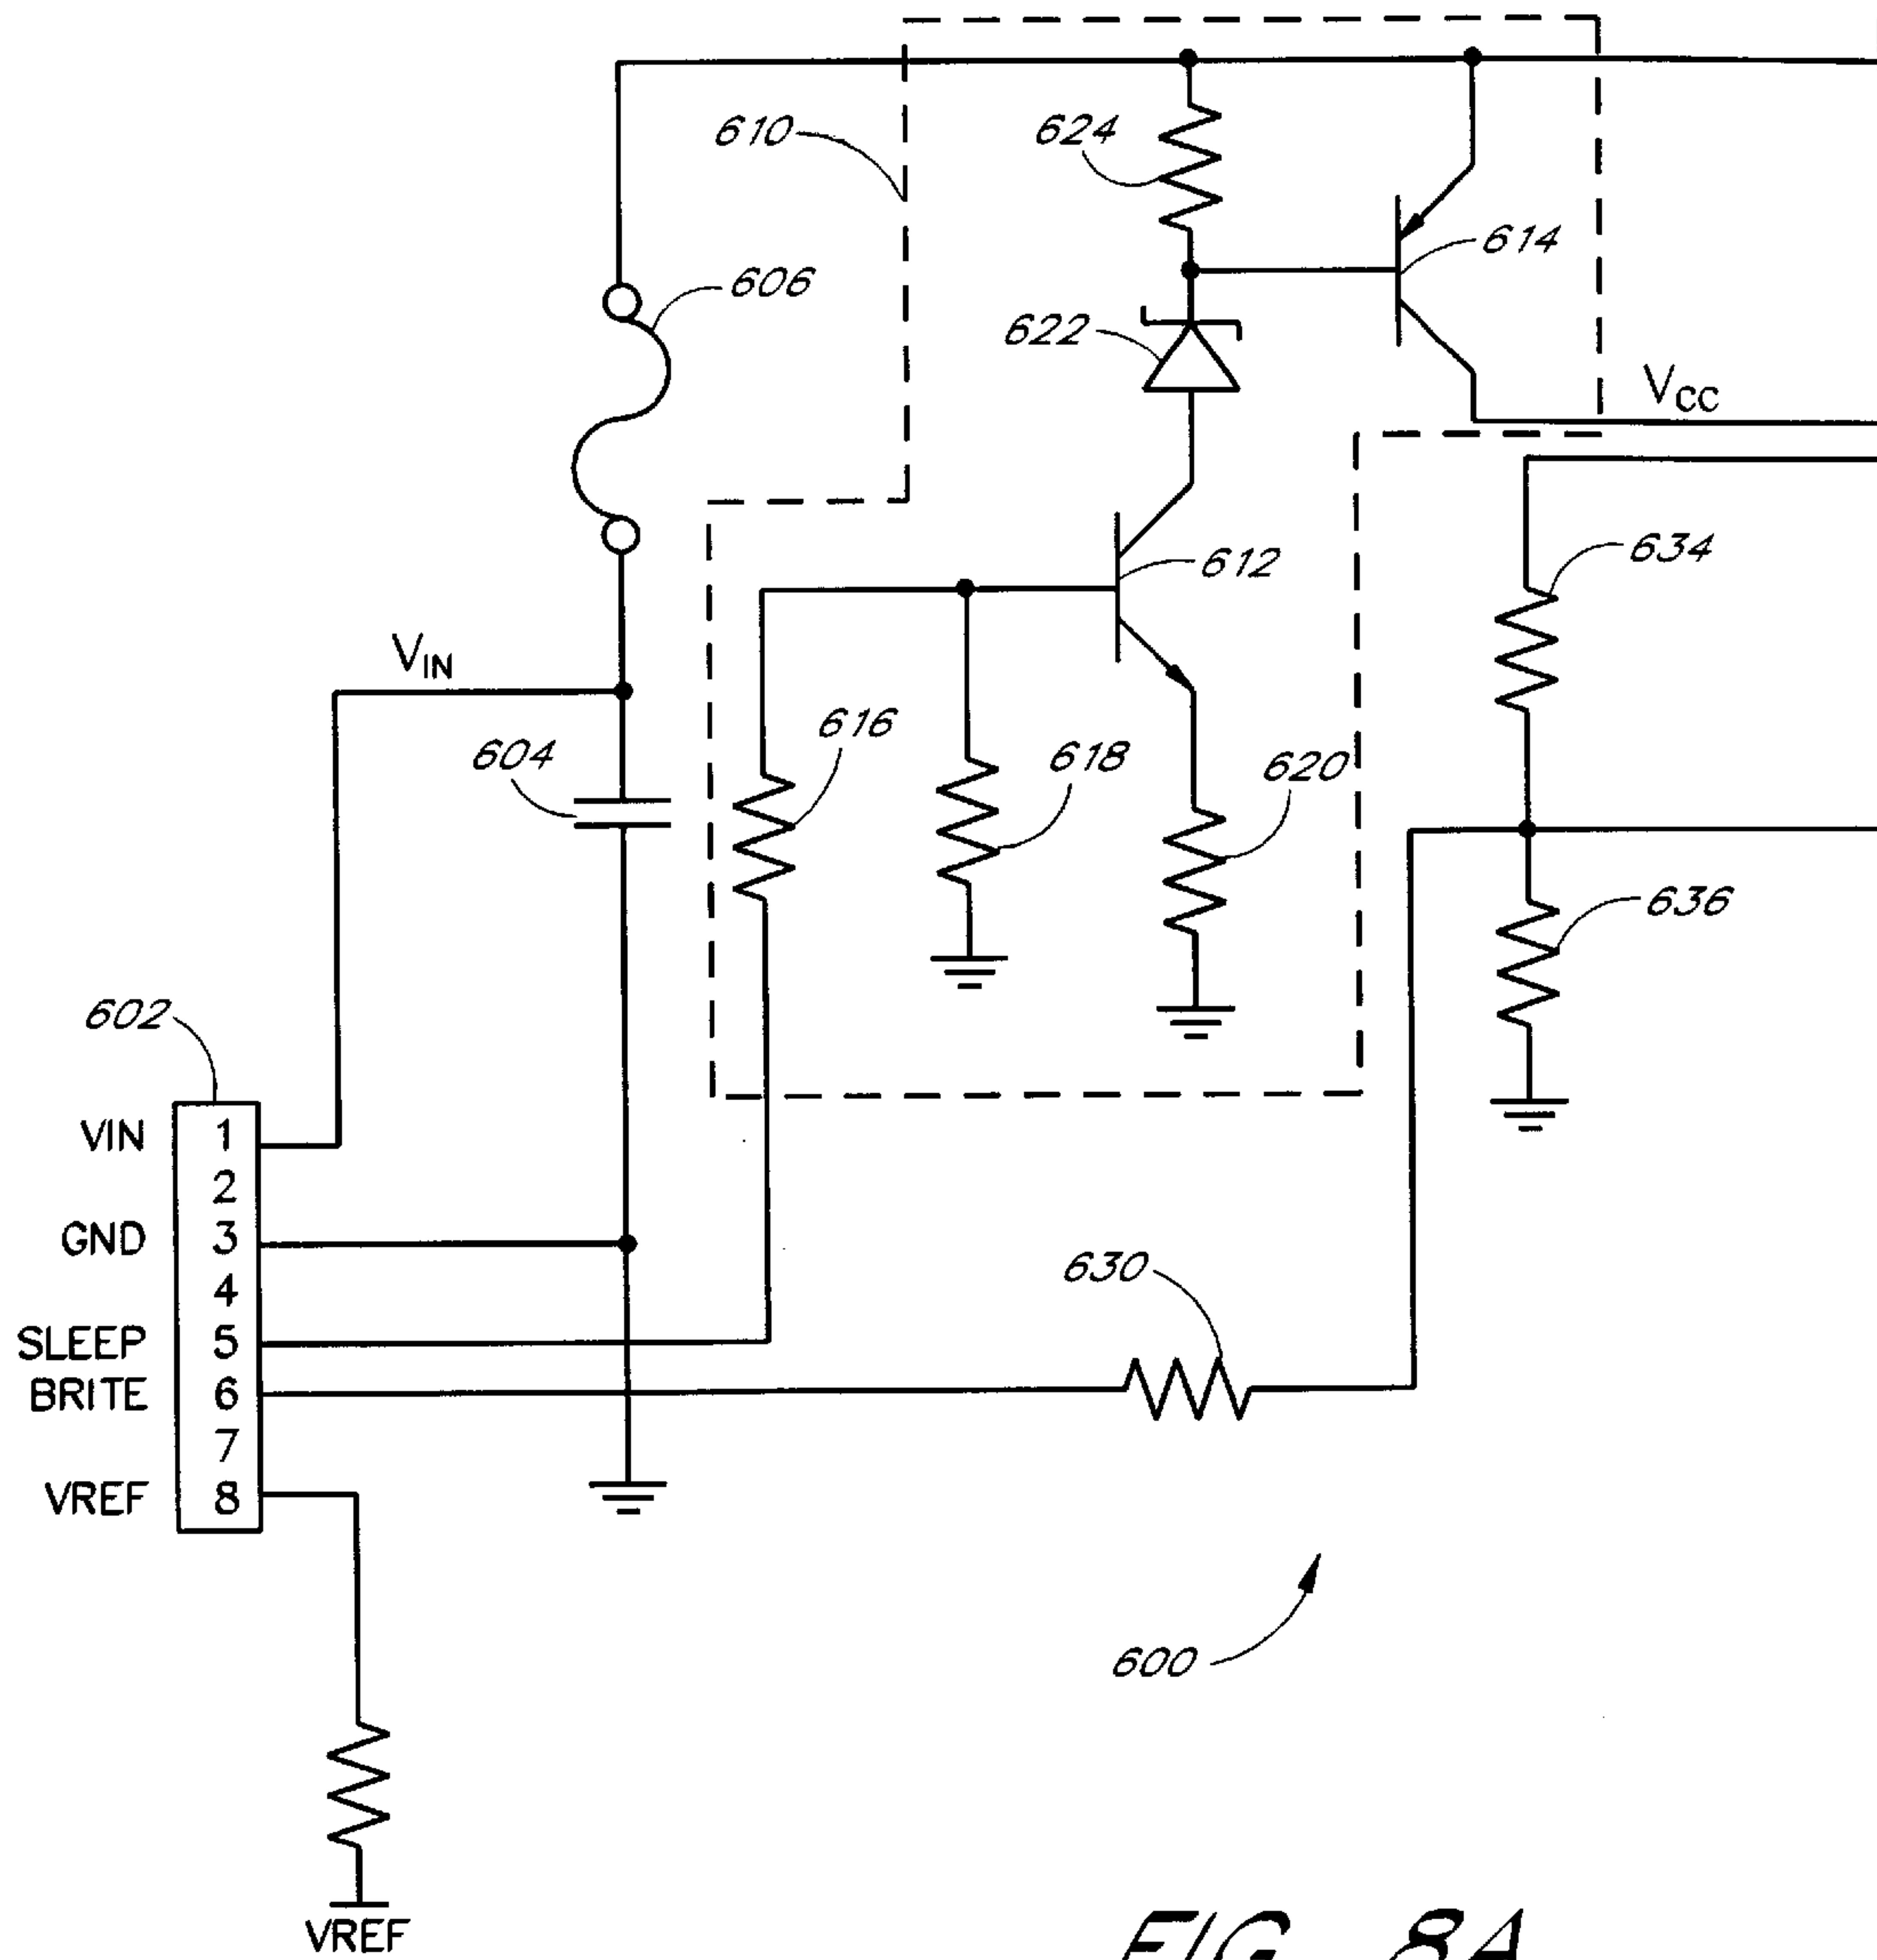 610
624
614
606
622
VCC
612
634
VIN
616
618
620
604
636
602
VIN 1
2
GND 3
4
SLEEP 5
BRITE 6
7
VREF 8
630
600
VREF
FIG. 8A